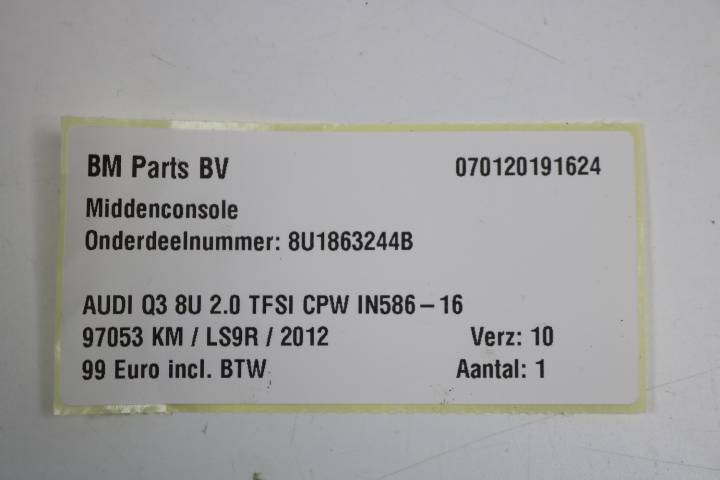 BM Parts BV 070120191624
Middenconsole
Onderdeelnummer: 8U1863244B
AUDI Q3 8U 2.0 TFSI CPW IN586-16
97053 KM / LS9R / 2012 Verz: 10
99 Euro incl. BTW Aantal: 1